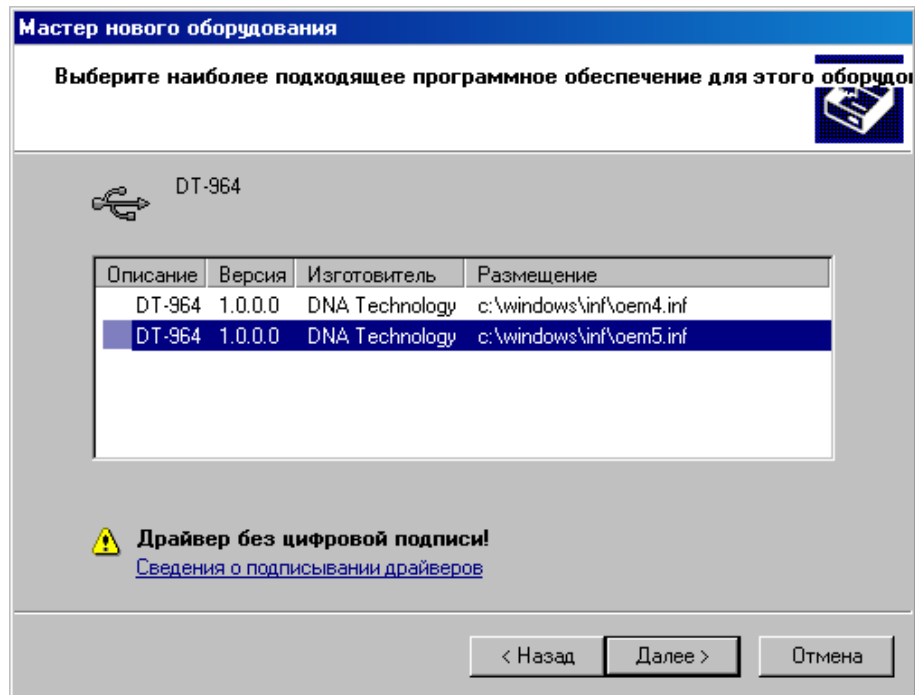 Мастер нового оборудования
Выберите наиболее подходящее программное обеспечение для этого оборудо
DT-964
Описание Версия Изготовитель Размещение
DT-964 1.0.0.0 DNA Technology c:\windows\inf\oem4.inf
DT-964 1.0.0.0 DNA Technology c:\windows\inf\oem5.inf
Драйвер без цифровой подписи!
Сведения о подписывании драйверов
< Назад Далее > Отмена